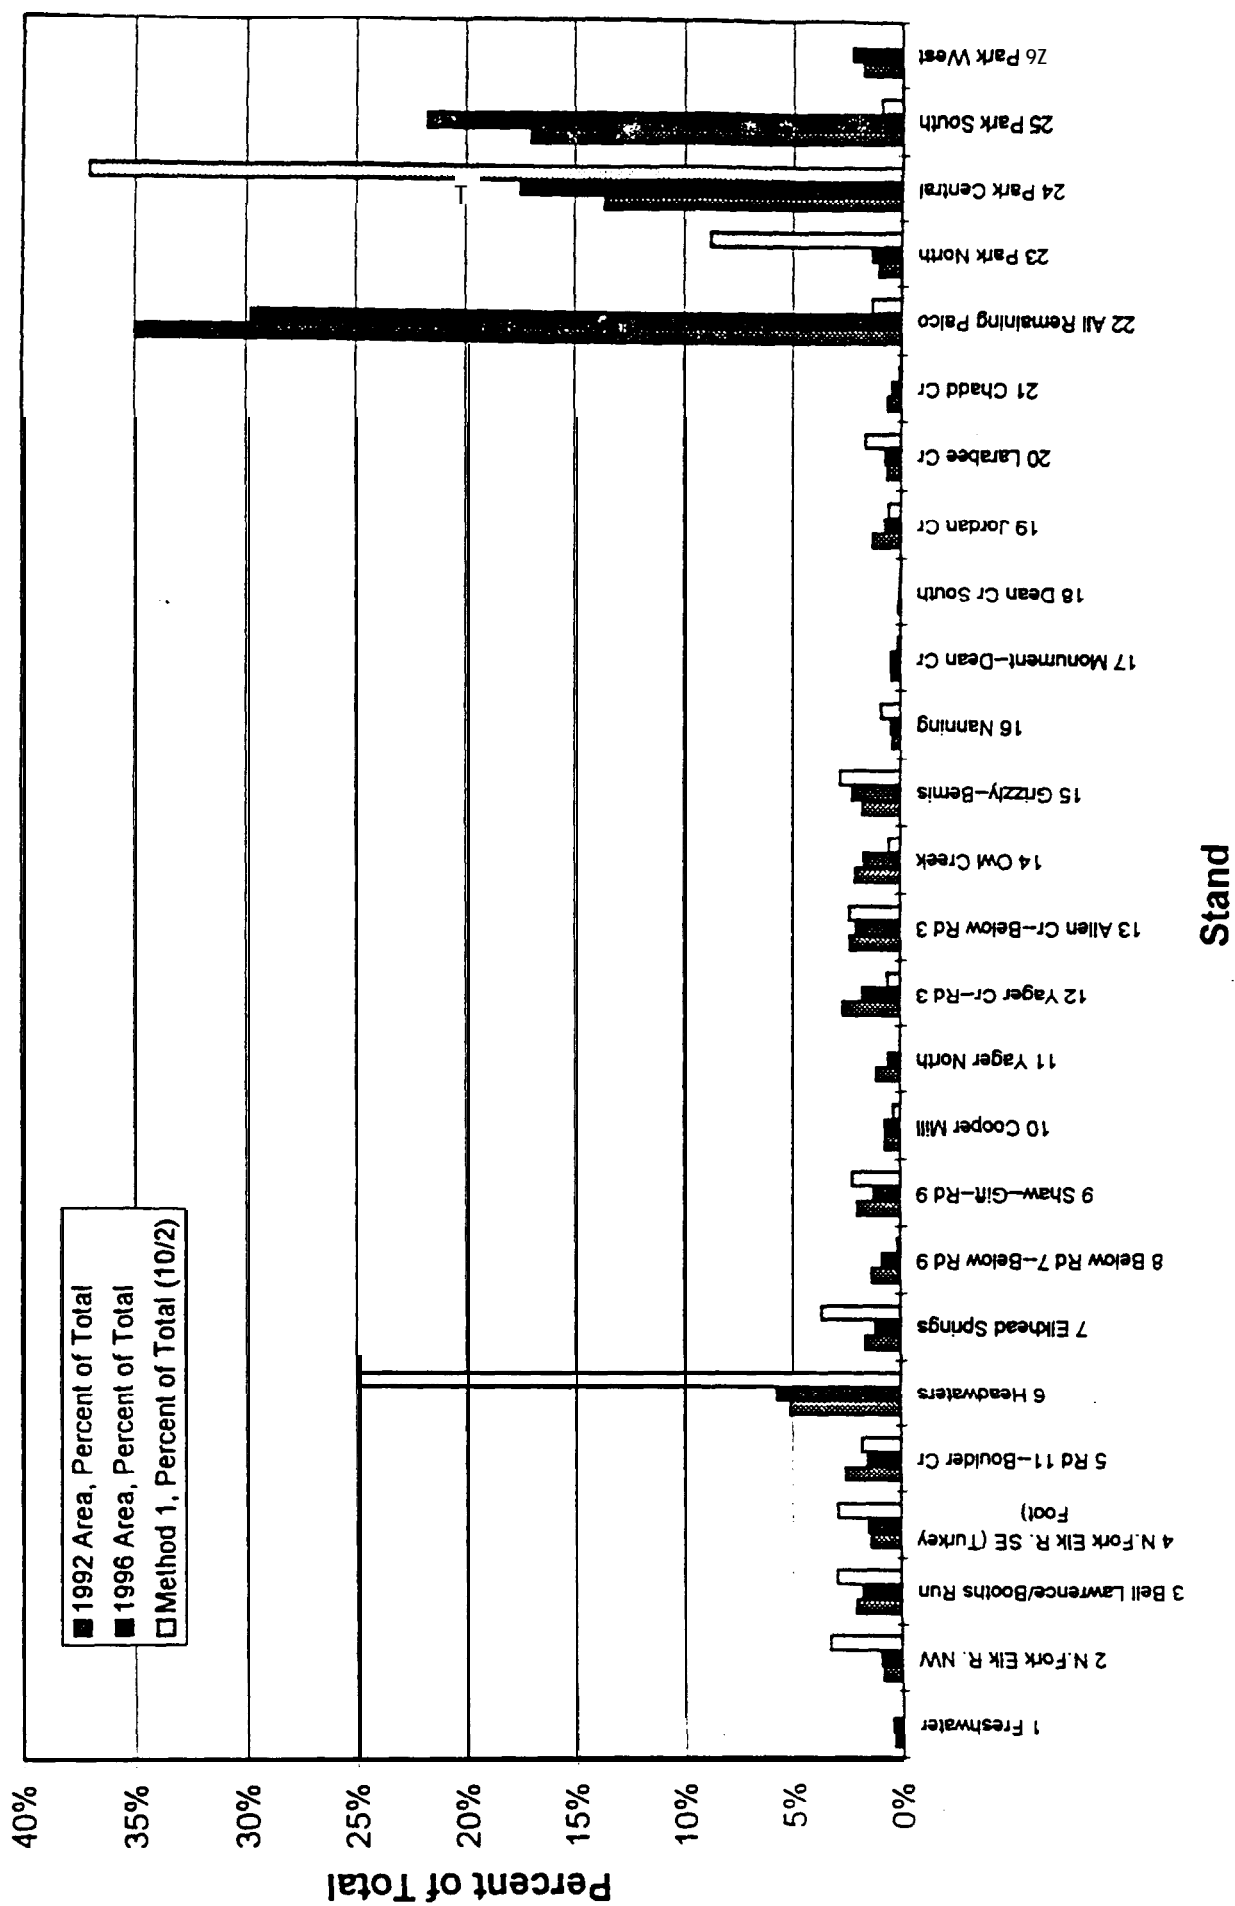 1992 Area, Percent of Total
1996 Area, Percent of Total
Method 1, Percent of Total (10/2)
Percent of Total
40%
35%
30%
25%
20%
15%
10%
5%
0%
1 Freshwater
2 N.Fork Elk R. NW
3 Bell Lawrence/Booths Run
4 N.Fork Elk R. SE (Turkey
Foot)
5 Rd 11–Boulder Cr
6 Headwaters
7 Elkhead Springs
8 Below Rd 7–Below Rd 9
9 Shaw–Gift–Rd 9
10 Cooper Mill
11 Yager North
12 Yager Cr–Rd 3
13 Allen Cr–Below Rd 3
14 Owl Creek
15 Grizzly–Bemis
16 Nanning
17 Monument–Dean Cr
18 Dean Cr South
19 Jordan Cr
20 Larabee Cr
21 Chadd Cr
22 All Remaining Palco
23 Park North
24 Park Central
25 Park South
26 Park West
T
Stand